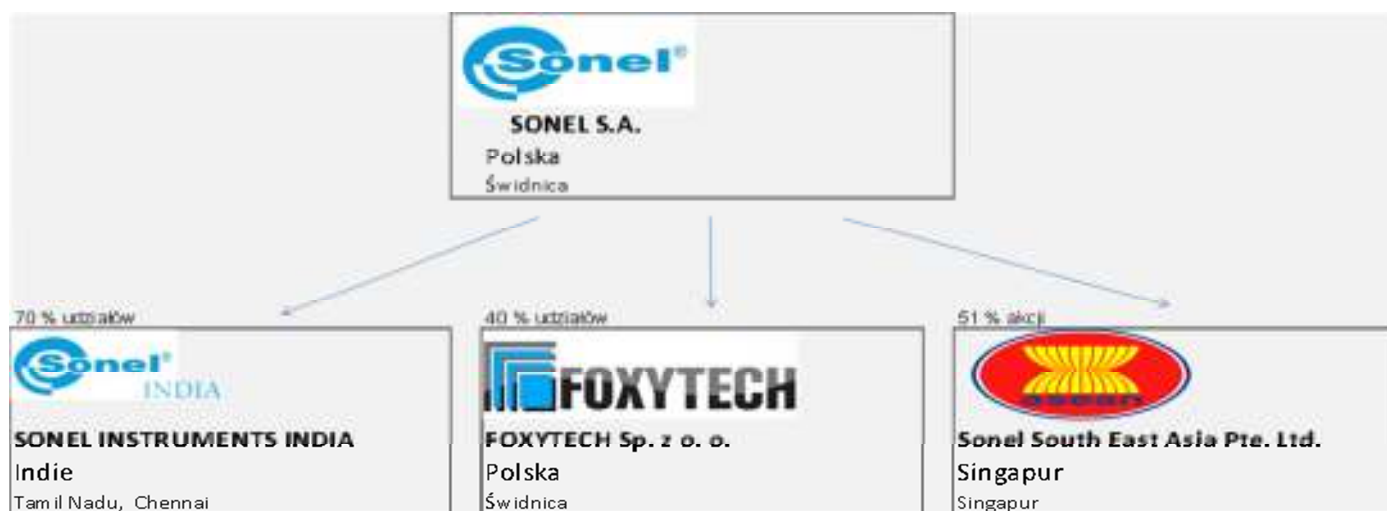 Sonel®
SONEL S.A.
Polska
Świdnica
70 % udziałów
40 % udziałów
51 % akcji
Sonel®
INDIA
FOXYTECH
asean
SONEL INSTRUMENTS INDIA
FOXYTECH Sp. z o. o.
Sonel South East Asia Pte. Ltd.
Indie
Polska
Singapur
Tamil Nadu, Chennai
Świdnica
Singapur